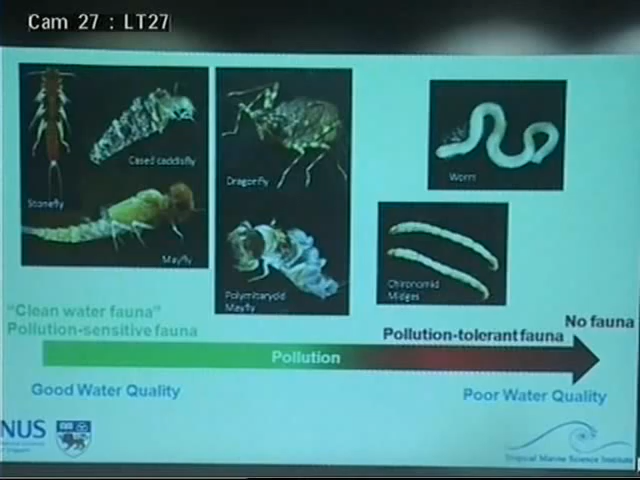 Cam 27 : LT27
Stonefly
Cased caddisfly
Mayfly
Dragonfly
Polymitarycid
Mayfly
Worm
Chironomid
Midges
"Clean water fauna"
Pollution-sensitive fauna
Pollution-tolerant fauna
No fauna
Pollution
Good Water Quality
Poor Water Quality
NUS
Tropical Marine Science Institute